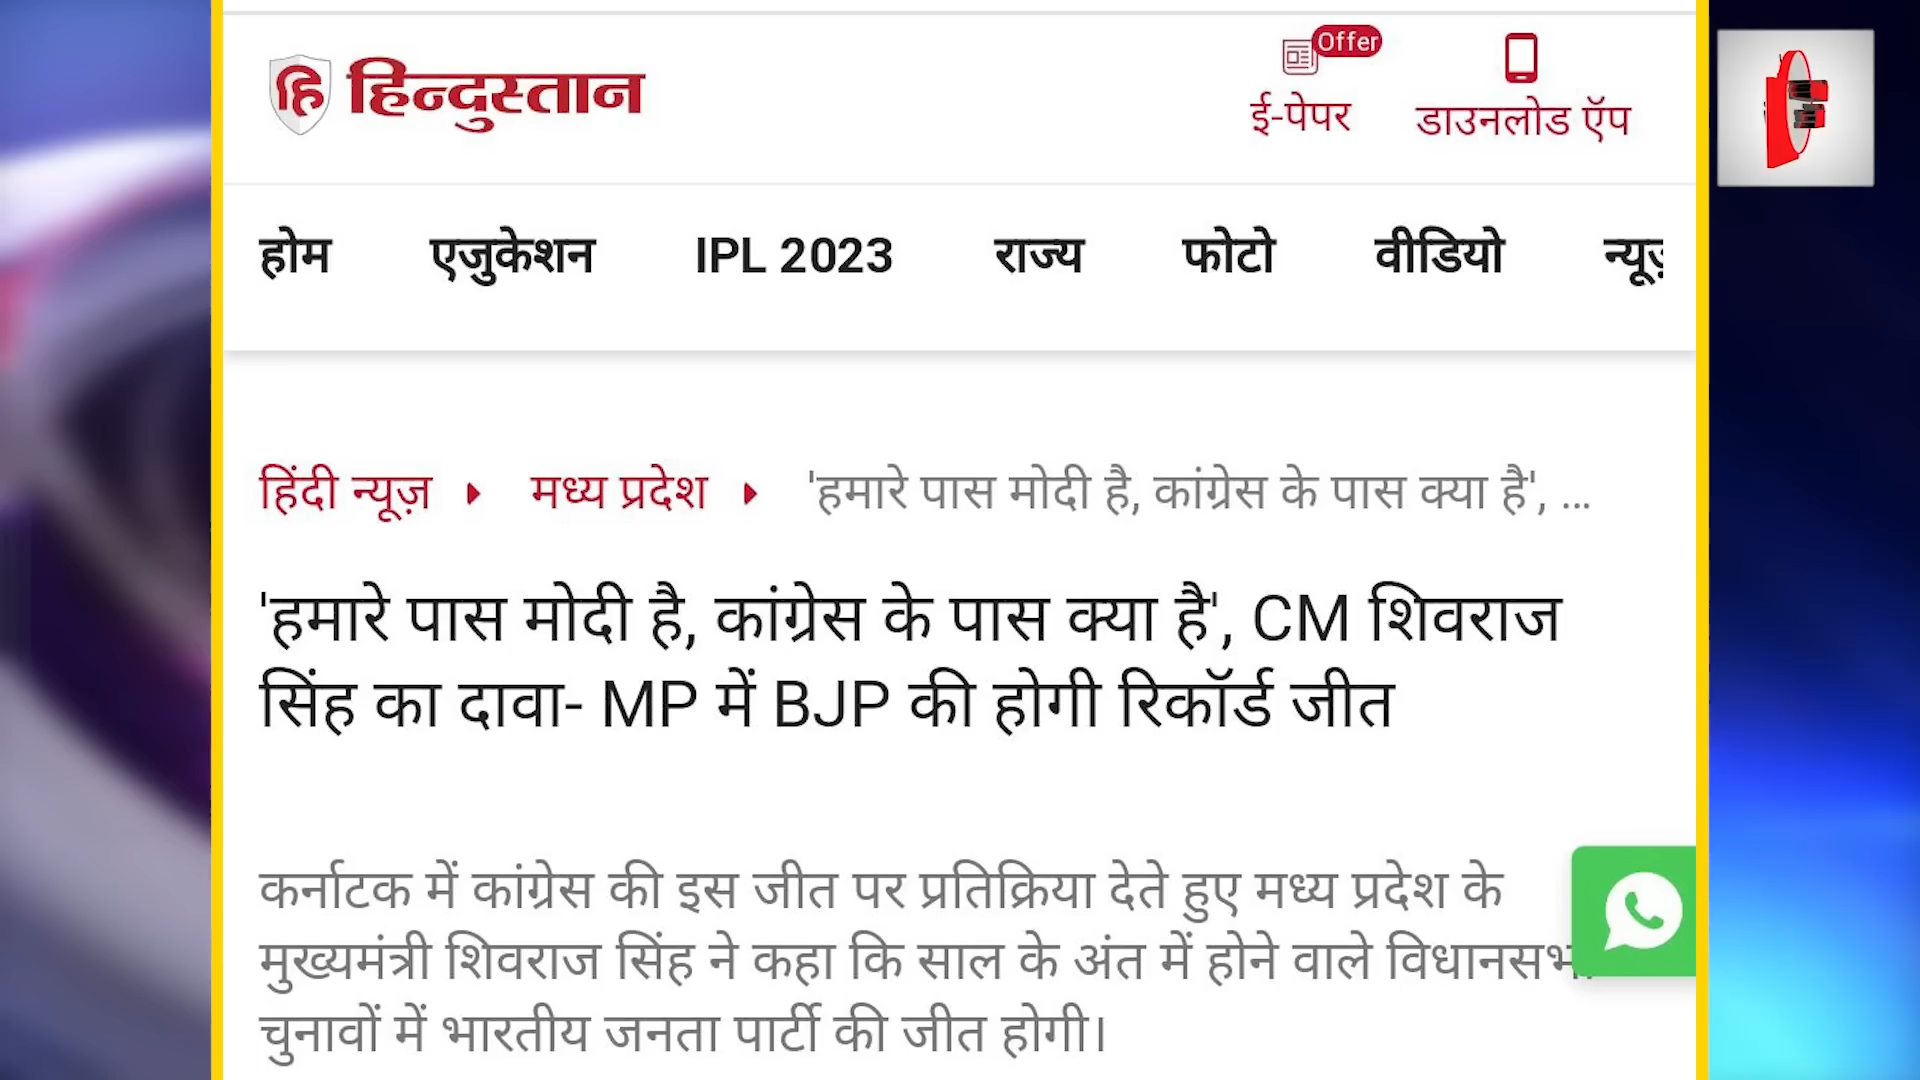 हि हिन्दुस्तान
Offer
ई-पेपर
डाउनलोड ऍप
होम एजुकेशन IPL 2023 राज्य फोटो वीडियो
हिंदी न्यूज़ मध्य प्रदेश 'हमारे पास मोदी है, कांग्रेस के पास क्या है', ...
'हमारे पास मोदी है, कांग्रेस के पास क्या है', CM शिवराज
सिंह का दावा- MP में BJP की होगी रिकॉर्ड जीत
कर्नाटक में कांग्रेस की इस जीत पर प्रतिक्रिया देते हुए मध्य प्रदेश के
मुख्यमंत्री शिवराज सिंह ने कहा कि साल के अंत में होने वाले विधानसभा
चुनावों में भारतीय जनता पार्टी की जीत होगी।